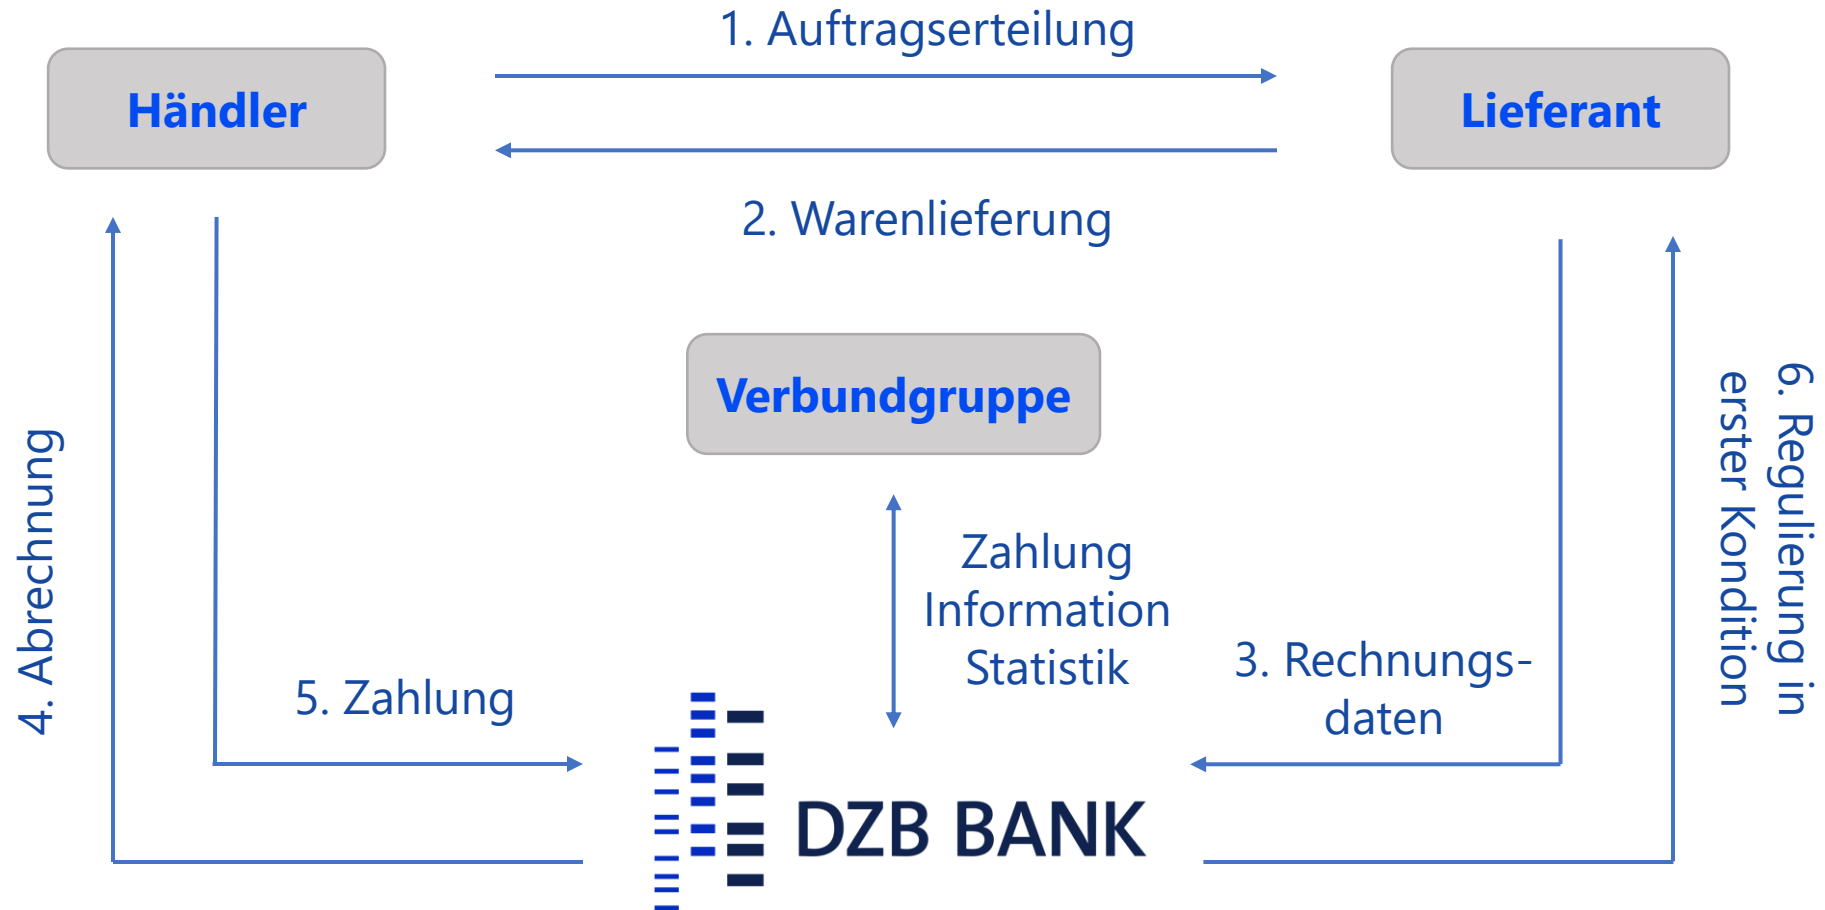 1. Auftragserteilung
Händler
Lieferant
2. Warenlieferung
Verbundgruppe
4. Abrechnung
5. Zahlung
Zahlung
Information
Statistik
3. Rechnungs-
daten
6. Regulierung in
erster Kondition
DZB BANK